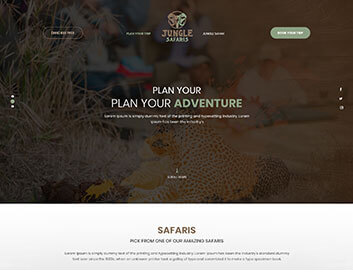 PLAN YOUR TRIP
JUNGLE
SAFARIS
JUNGLE SAFARI
BOOK YOUR TRIP
PLAN YOUR
PLAN YOUR ADVENTURE
Lorem Ipsum is simply dummy text of the printing and typesetting industry. Lorem
Ipsum has been the industry's
SCROLL DOWN
SAFARIS
PICK FROM ONE OF OUR AMAZING SAFARIS
Lorem Ipsum is simply dummy text of the printing and typesetting industry. Lorem Ipsum has been the industry's standard dummy
text ever since the 1500s, when an unknown printer took a galley of type and scrambled it to make a type specimen book.